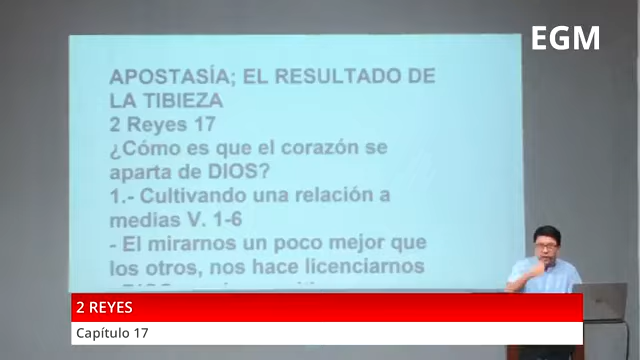 EGM
APOSTASÍA; EL RESULTADO DE
LA TIBIEZA
2 Reyes 17
¿Cómo es que el corazón se
aparta de DIOS?
1.- Cultivando una relación a
medias V. 1-6
- El mirarnos un poco mejor que
los otros, nos hace licenciarnos
2 REYES
Capítulo 17